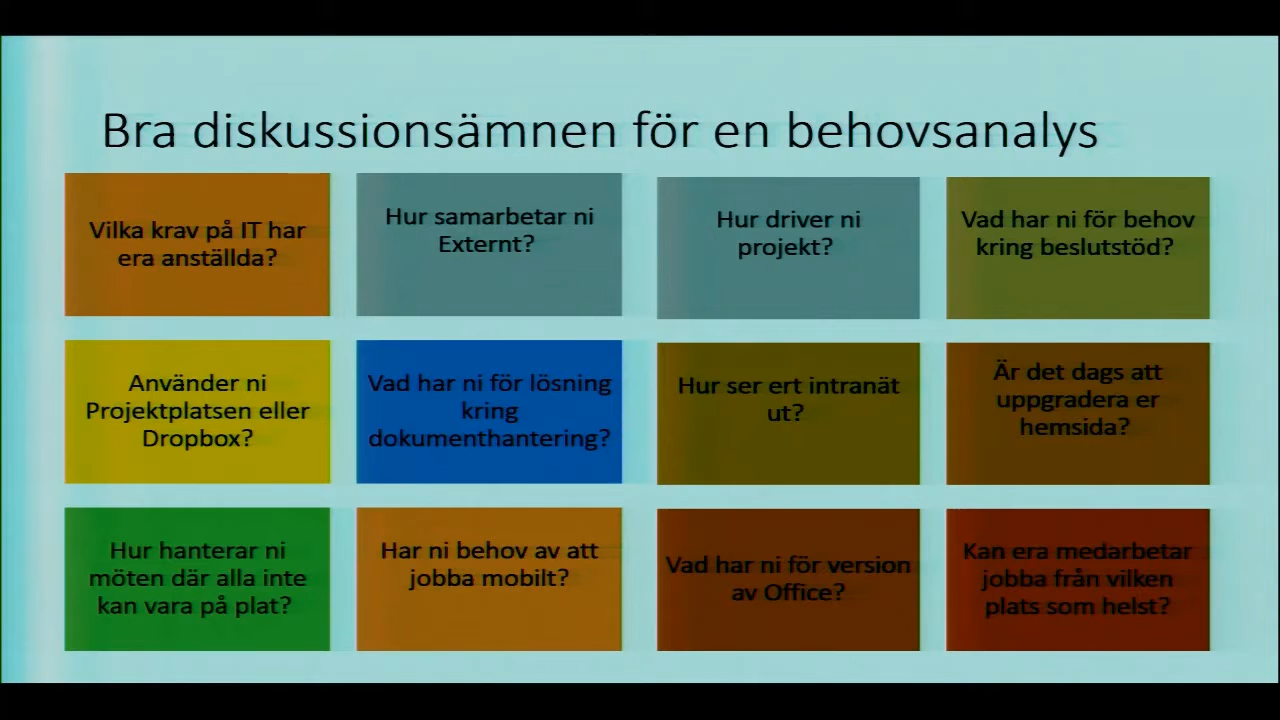 Bra diskussionsämnen för en behovsanalys
Vilka krav på IT har
era anställda?
Hur samarbetar ni
Externt?
Hur driver ni
projekt?
Vad har ni för behov
kring beslutstöd?
Använder ni
Projektplatsen eller
Dropbox?
Vad har ni för lösning
kring
dokumenthantering?
Hur ser ert intranät
ut?
Är det dags att
uppgradera er
hemsida?
Hur hanterar ni
möten där alla inte
kan vara på plat?
Har ni behov av att
jobba mobilt?
Vad har ni för version
av Office?
Kan era medarbetar
jobba från vilken
plats som helst?